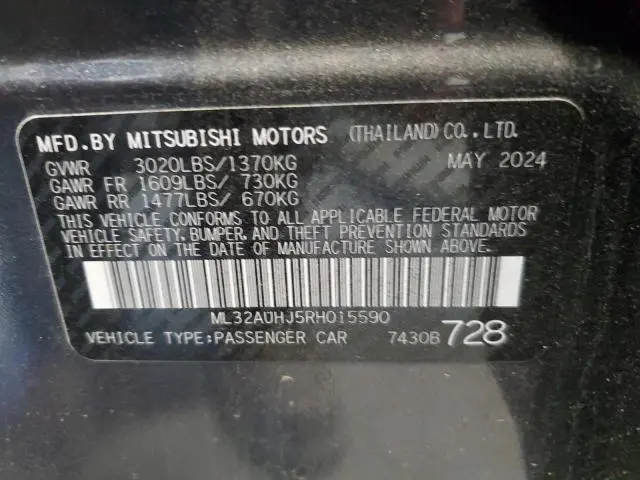 MFD.BY MITSUBISHI MOTORS (THAILAND)CO.,LTD.
GVWR 3020LBS/1370KG MAY 2024
GAWR FR 1609LBS/ 730KG
GAWR RR 1477LBS/ 670KG
THIS VEHICLE CONFORMS TO ALL APPLICABLE FEDERAL MOTOR
VEHICLE SAFETY, BUMPER, AND THEFT PREVENTION STANDARDS
IN EFFECT ON THE DATE OF MANUFACTURE SHOWN ABOVE.
ML32AUHJ5RH015590
VEHICLE TYPE:PASSENGER CAR 7430B 728